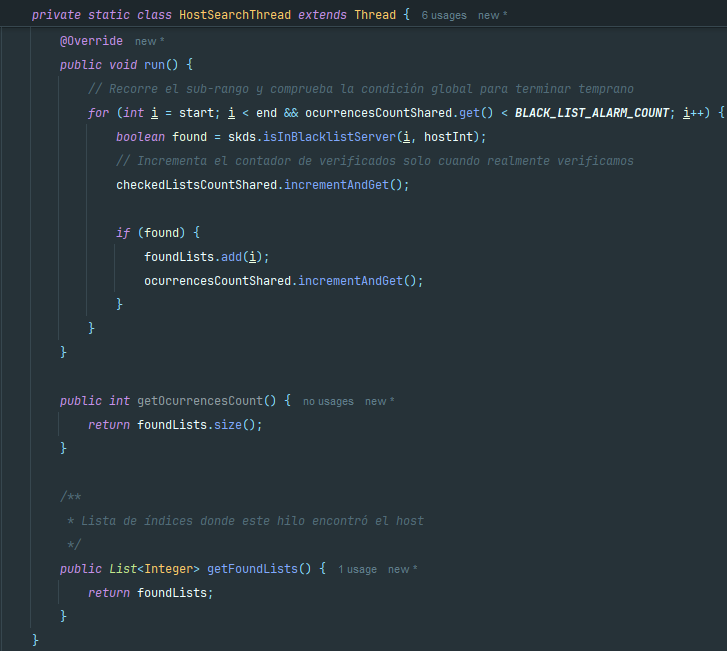 private static class HostSearchThread extends Thread { 6 usages new *
@Override new *
public void run() {
// Recorre el sub-rango y comprueba la condición global para terminar temprano
for (int i = start; i < end && ocurrencesCountShared.get() < BLACK_LIST_ALARM_COUNT; i++) {
boolean found = skds.isInBlacklistServer(i, hostInt);
// Incrementa el contador de verificados solo cuando realmente verificamos
checkedListsCountShared.incrementAndGet();
if (found) {
foundLists.add(i);
ocurrencesCountShared.incrementAndGet();
}
}
}
public int getOcurrencesCount() { no usages new *
return foundLists.size();
}
/**
* Lista de índices donde este hilo encontró el host
*/
public List<Integer> getFoundLists() { 1 usage new *
return foundLists;
}
}